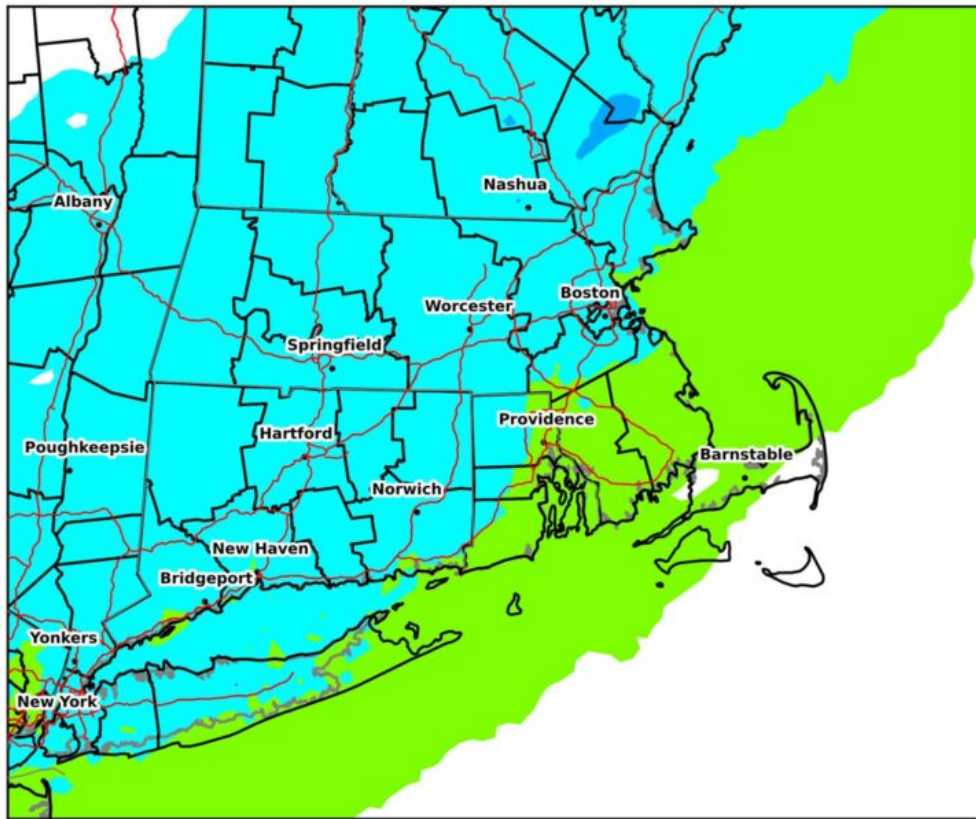 Nashua
Albany
Boston
Worcester
Springfield
Providence
Hartford
Poughkeepsie
Barnstable
Norwich
New Haven
Bridgeport
Yonkers
New York